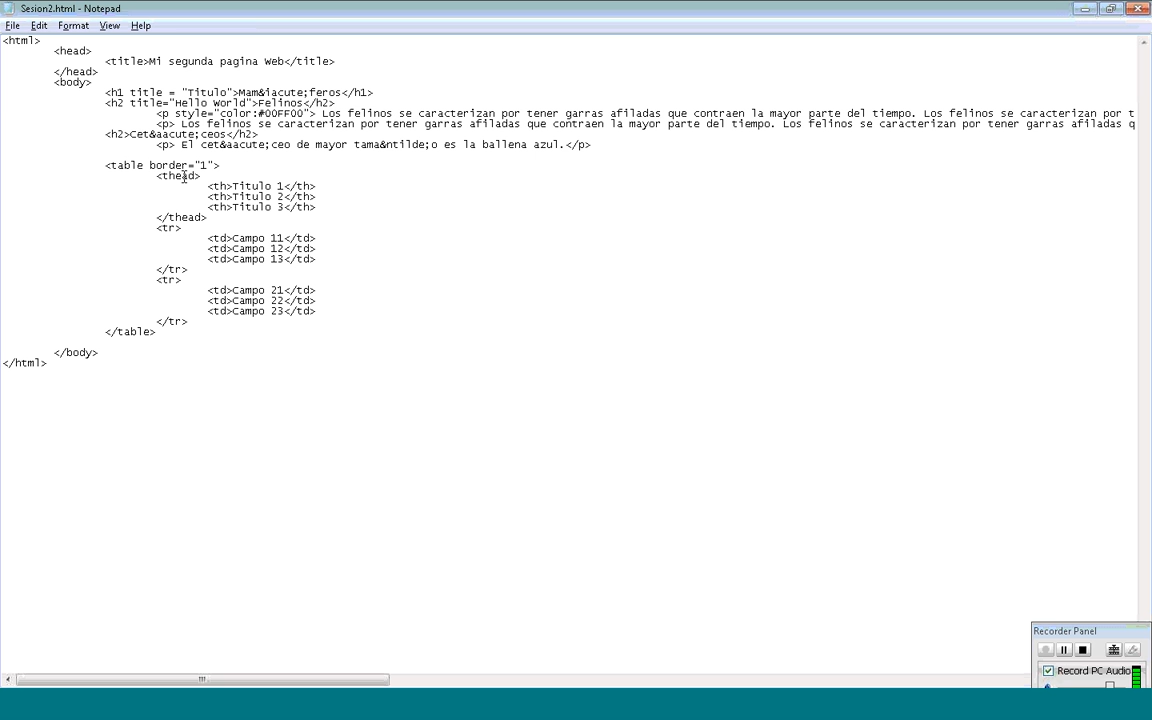 Sesion2.html - Notepad
File Edit Format View Help
<html>
<head>
<title>Mi segunda pagina Web</title>
</head>
<body>
<h1 title = "Titulo">Mam&iacute;feros</h1>
<h2 title="Hello World">Felinos</h2>
<p style="color:#00FF00"> Los felinos se caracterizan por tener garras afiladas que contraen la mayor parte del tiempo. Los felinos se caracterizan por t
<p> Los felinos se caracterizan por tener garras afiladas que contraen la mayor parte del tiempo. Los felinos se caracterizan por tener garras afiladas q
<h2>Cet&aacute;ceos</h2>
<p> El cet&aacute;ceo de mayor tama&ntilde;o es la ballena azul.</p>
<table border="1">
<thead>
<th>Titulo 1</th>
<th>Titulo 2</th>
<th>Titulo 3</th>
</thead>
<tr>
<td>Campo 11</td>
<td>Campo 12</td>
<td>Campo 13</td>
</tr>
<tr>
<td>Campo 21</td>
<td>Campo 22</td>
<td>Campo 23</td>
</tr>
</table>
</body>
</html>
Recorder Panel
Record PC Audio